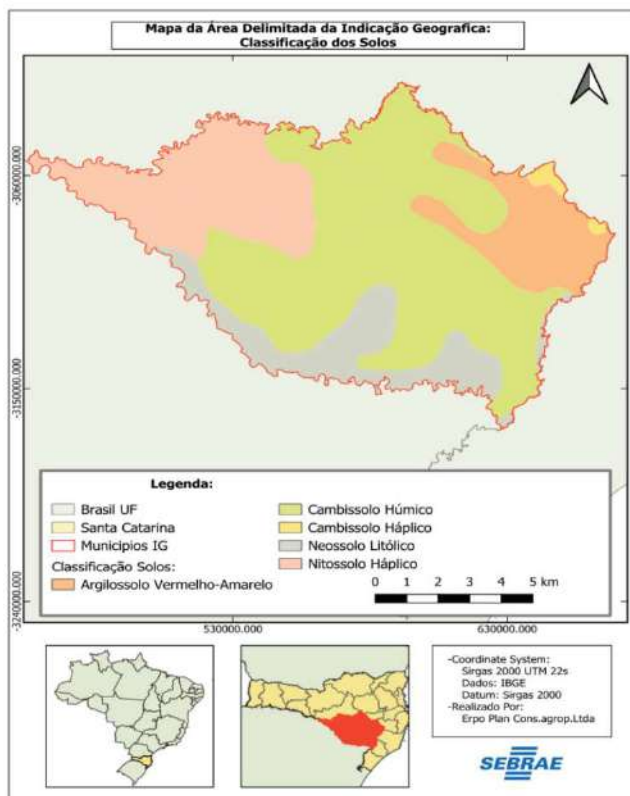 Mapa da Área Delimitada da Indicação Geografica:
Classificação dos Solos
-3060000.000
-3150000.000
-3240000.000
530000.000
630000.000
Legenda:
Brasil UF
Santa Catarina
Municipios IG
Classificação Solos:
Argilossolo Vermelho-Amarelo
Cambissolo Húmico
Cambissolo Háplico
Neossolo Litólico
Nitossolo Háplico
0 1 2 3 4 5 km
-Coordinate System:
Sirgas 2000 UTM 22s
Dados: IBGE
Datum: Sirgas 2000
-Realizado Por:
Erpo Plan Cons.agrop.Ltda
SEBRAE